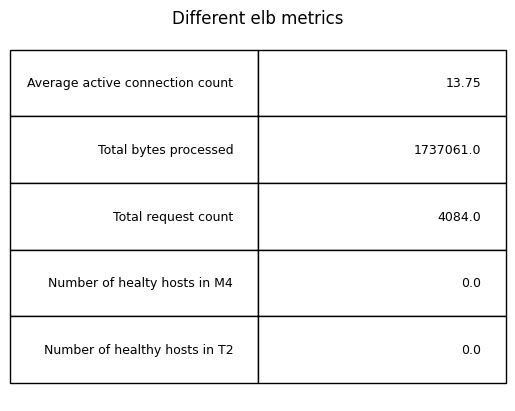 Different elb metrics
Average active connection count 13.75
Total bytes processed 1737061.0
Total request count 4084.0
Number of healty hosts in M4 0.0
Number of healthy hosts in T2 0.0